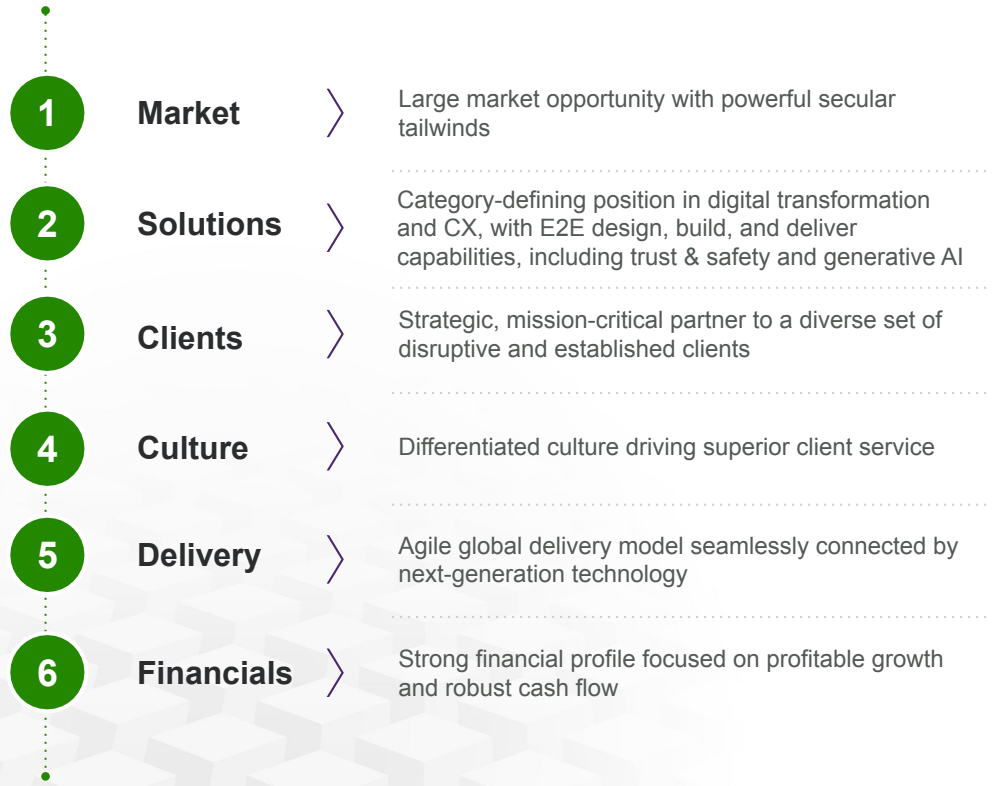 1
Market
Large market opportunity with powerful secular
tailwinds
2
Solutions
Category-defining position in digital transformation
and CX, with E2E design, build, and deliver
capabilities, including trust & safety and generative AI
3
Clients
Strategic, mission-critical partner to a diverse set of
disruptive and established clients
4
Culture
Differentiated culture driving superior client service
5
Delivery
Agile global delivery model seamlessly connected by
next-generation technology
6
Financials
Strong financial profile focused on profitable growth
and robust cash flow